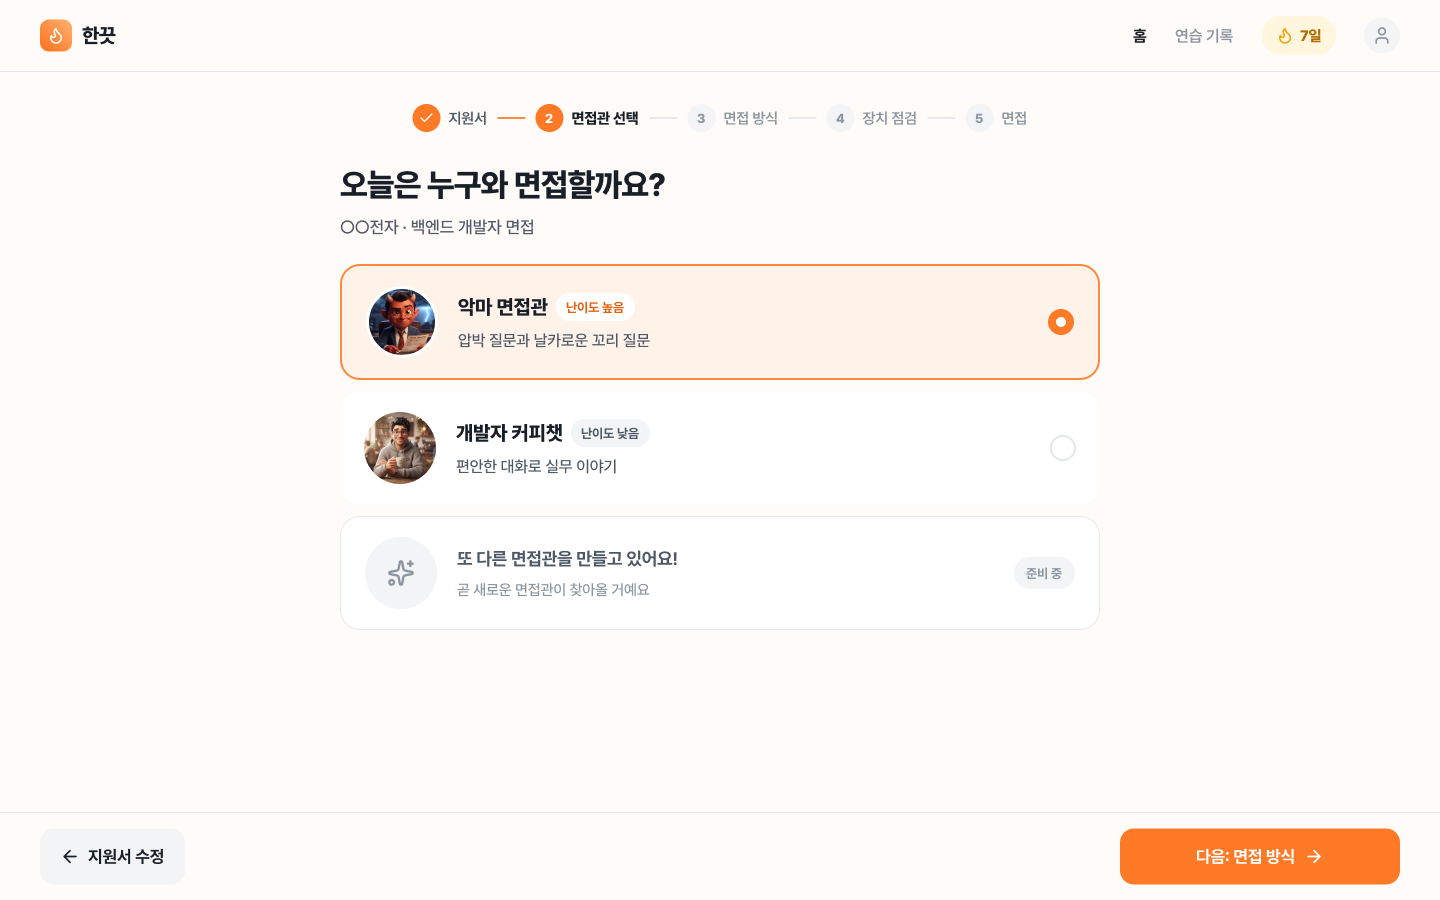 한끗
홈
연습 기록
7일
지원서
2 면접관 선택
3 면접 방식
4 장치 점검
5 면접
오늘은 누구와 면접할까요?
○○전자 · 백엔드 개발자 면접
악마 면접관 난이도 높음
압박 질문과 날카로운 꼬리 질문
개발자 커피챗 난이도 낮음
편안한 대화로 실무 이야기
또 다른 면접관을 만들고 있어요!
곧 새로운 면접관이 찾아올 거예요
준비 중
지원서 수정
다음: 면접 방식